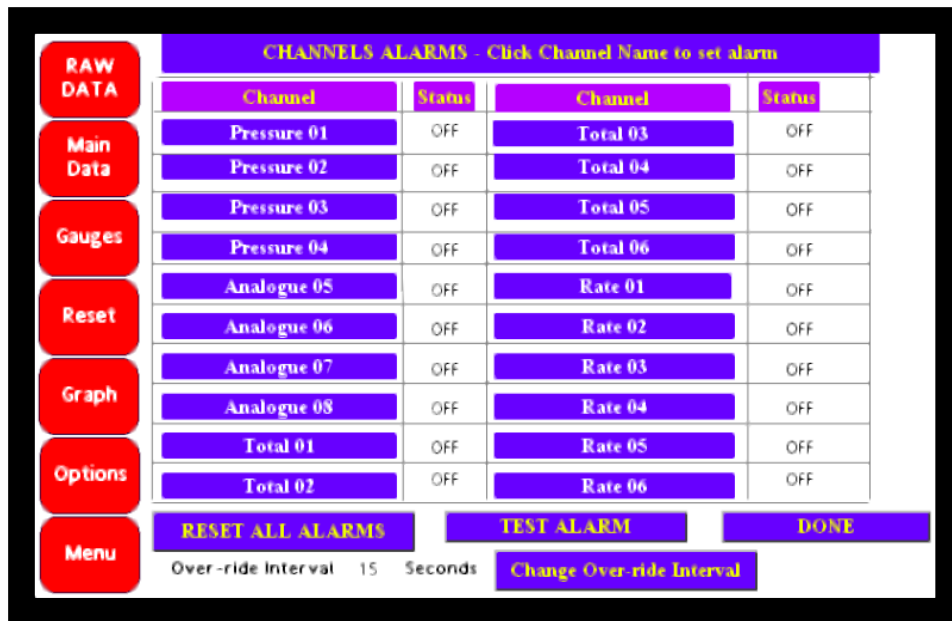 CHANNELS ALARMS - Click Channel Name to set alarm
RAW
DATA
Main
Data
Gauges
Reset
Graph
Options
Menu
Channel Status Channel Status
Pressure 01 OFF Total 03 OFF
Pressure 02 OFF Total 04 OFF
Pressure 03 OFF Total 05 OFF
Pressure 04 OFF Total 06 OFF
Analogue 05 OFF Rate 01 OFF
Analogue 06 OFF Rate 02 OFF
Analogue 07 OFF Rate 03 OFF
Analogue 08 OFF Rate 04 OFF
Total 01 OFF Rate 05 OFF
Total 02 OFF Rate 06 OFF
RESET ALL ALARMS TEST ALARM DONE
Over-ride Interval 15 Seconds Change Over-ride Interval